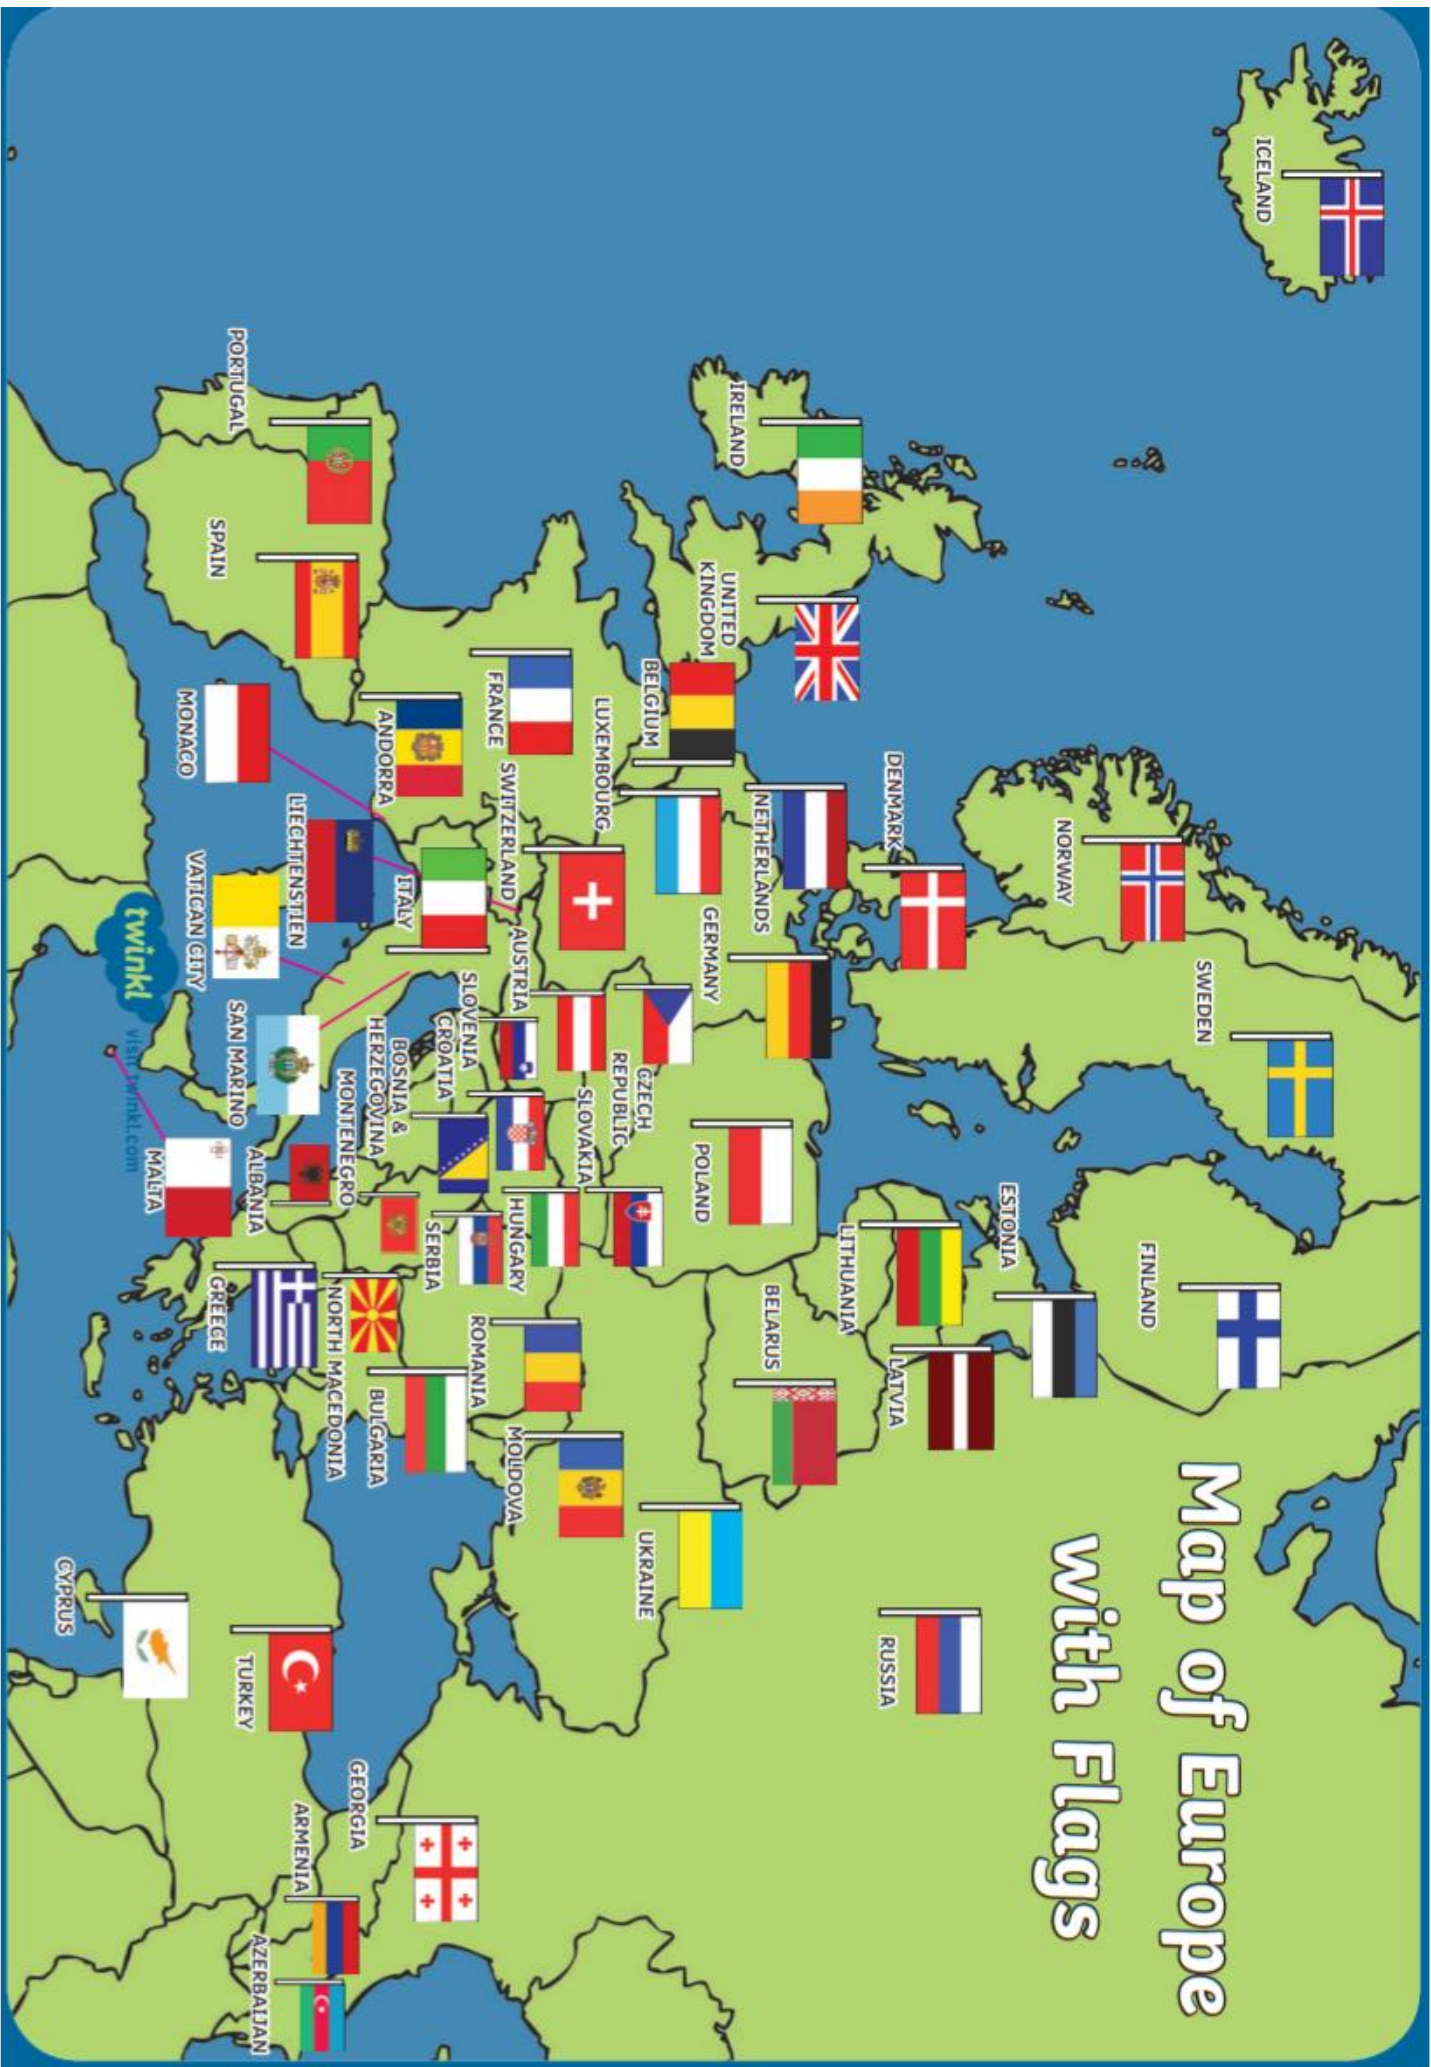 Map of Europe
with Flags
ICELAND
NORWAY
SWEDEN
FINLAND
ESTONIA
LATVIA
LITHUANIA
DENMARK
RUSSIA
IRELAND
UNITED
KINGDOM
NETHERLANDS
BELGIUM
LUXEMBOURG
GERMANY
POLAND
BELARUS
CZECH
REPUBLIC
SLOVAKIA
UKRAINE
FRANCE
SWITZERLAND
AUSTRIA
HUNGARY
MOLDOVA
SLOVENIA
CROATIA
ROMANIA
BOSNIA &
HERZEGOVINA
SERBIA
ANDORRA
ITALY
MONTENEGRO
BULGARIA
NORTH MACEDONIA
GEORGIA
ARMENIA
AZERBAIJAN
PORTUGAL
SPAIN
MONACO
LIECHTENSTIEN
VATICAN CITY
SAN MARINO
ALBANIA
GREECE
TURKEY
MALTA
CYPRUS
twinkl
visit twinkl.com